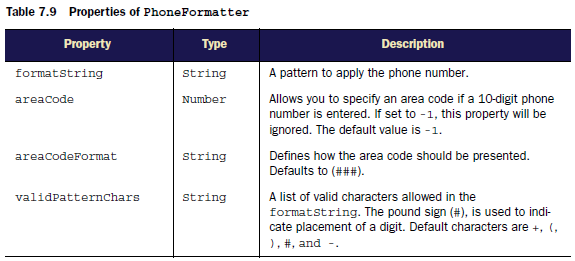 Table 7.9 Properties of PhoneFormatter
Property Type Description
formatString String A pattern to apply the phone number.
areaCode Number Allows you to specify an area code if a 10-digit phone
number is entered. If set to -1, this property will be
ignored. The default value is -1.
areaCodeFormat String Defines how the area code should be presented.
Defaults to (###).
validPatternChars String A list of valid characters allowed in the
formatString. The pound sign (#), is used to indi-
cate placement of a digit. Default characters are +, (,
), #, and -.